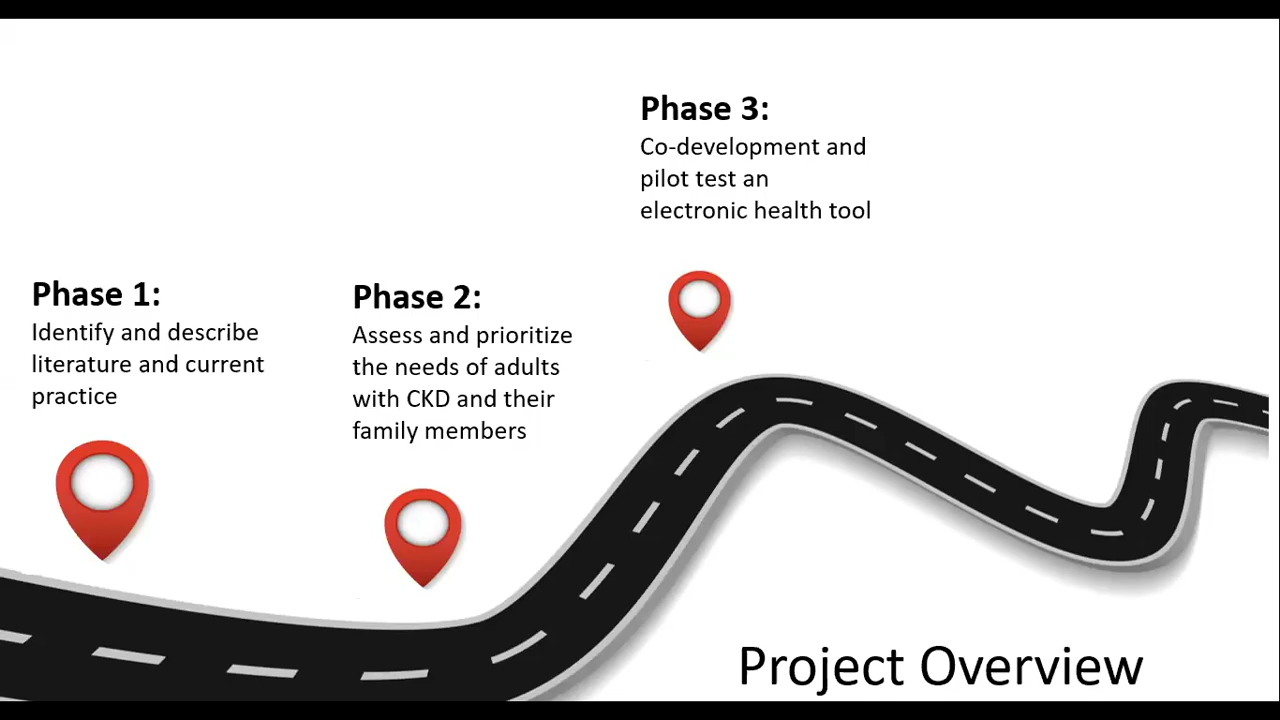 Phase 1:
Identify and describe
literature and current
practice
Phase 2:
Assess and prioritize
the needs of adults
with CKD and their
family members
Phase 3:
Co-development and
pilot test an
electronic health tool
Project Overview